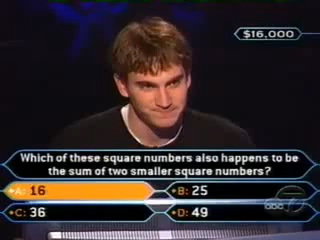 $16,000
Which of these square numbers also happens to be
the sum of two smaller square numbers?
A: 16
B: 25
C: 36
D: 49
abc 7